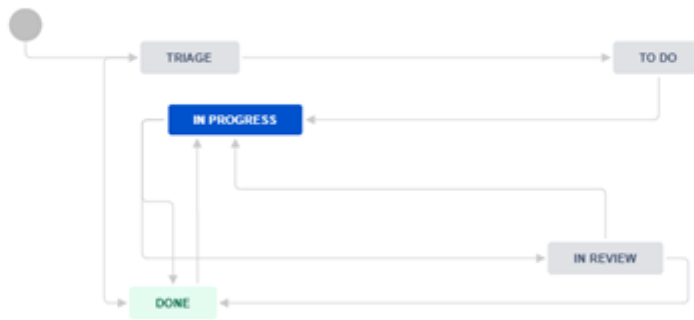 TRIAGE
TO DO
IN PROGRESS
IN REVIEW
DONE